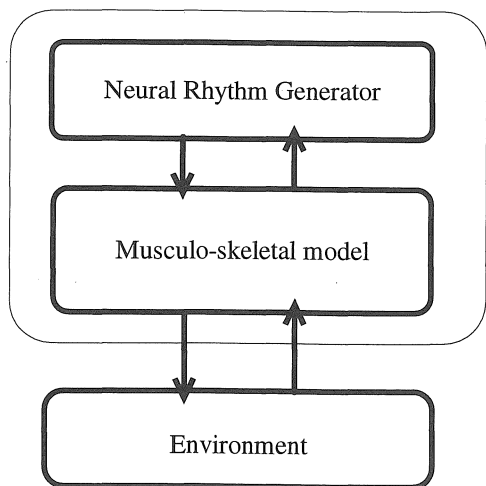 Neural Rhythm Generator
Musculo-skeletal model
Environment